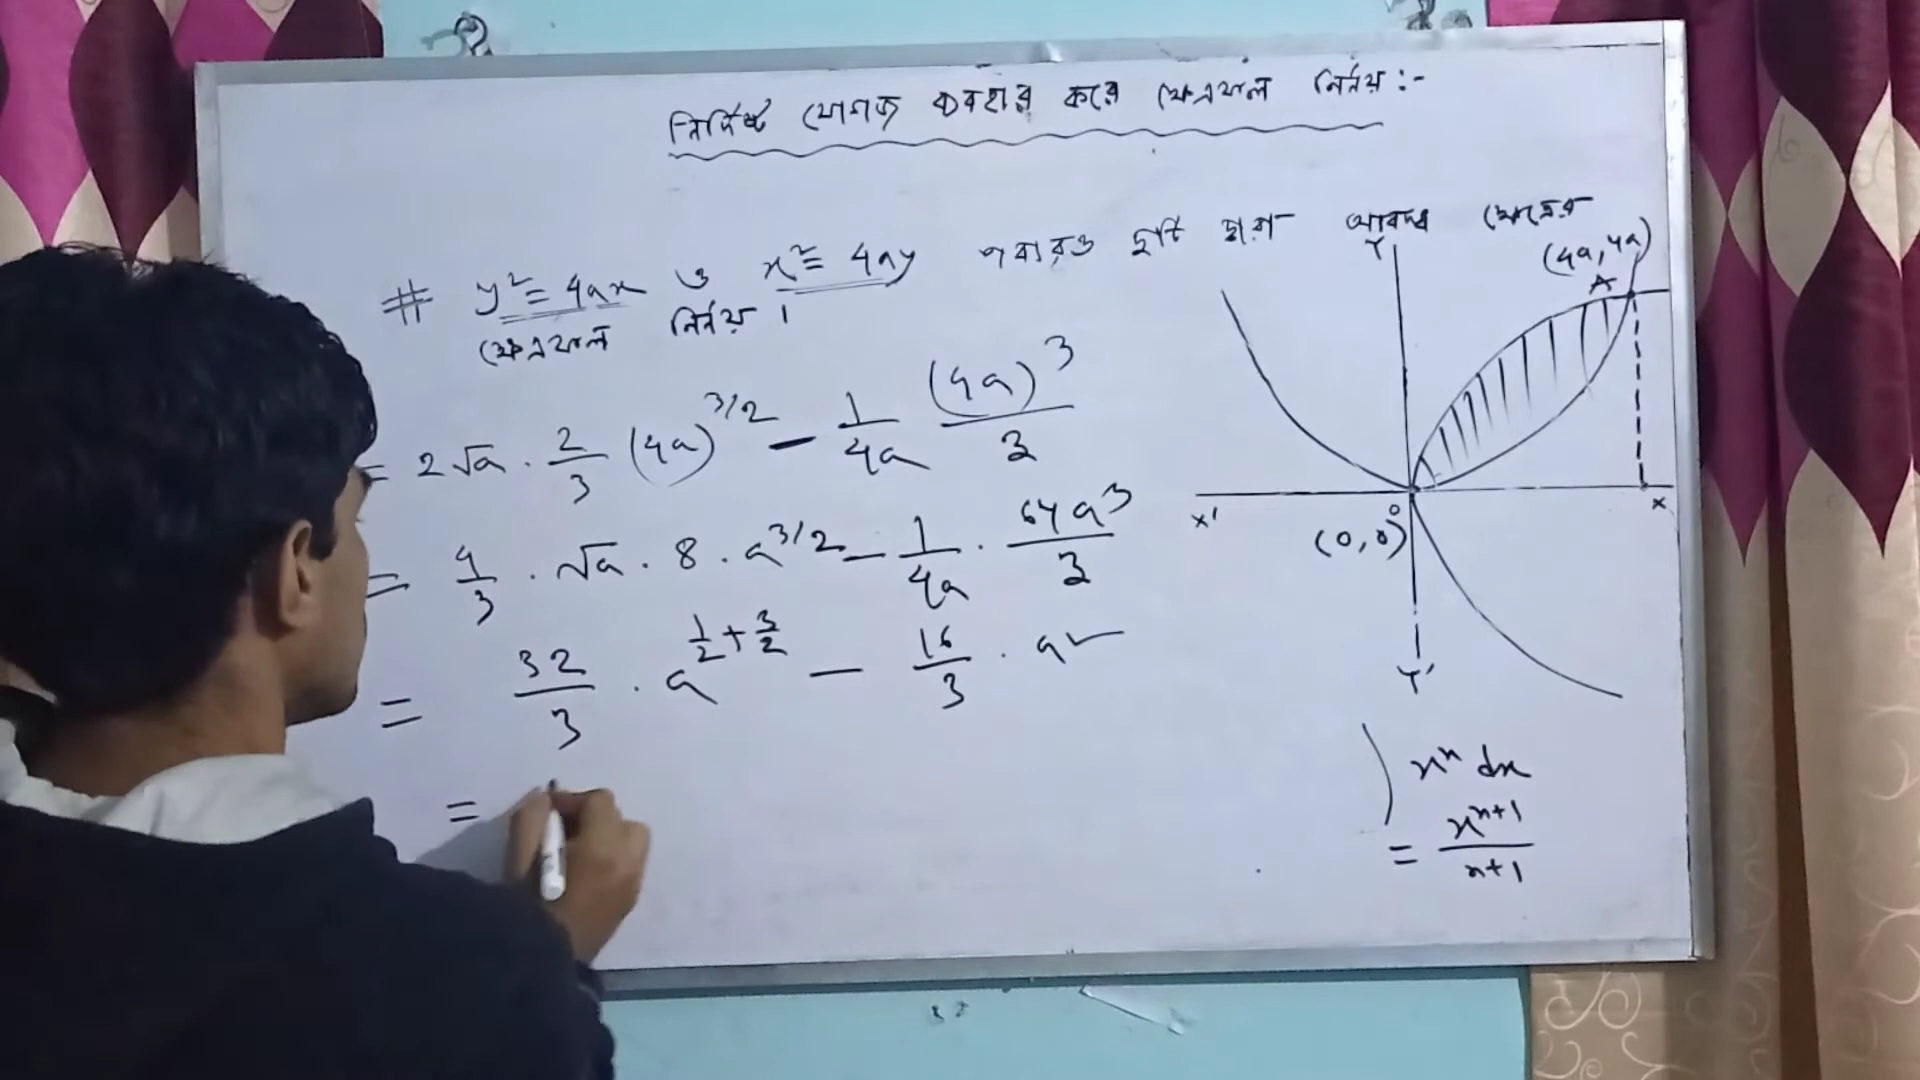 নির্দিষ্ট যোগজ ব্যবহার করে ক্ষেত্রফল নির্নয় :-
# y² = 4ax ও x² = 4ay পরাবৃত্ত দুটি দ্বারা আবদ্ধ ক্ষেত্রের
ক্ষেত্রফল নির্নয় ।
= 2√a · 2/3 (4a)^3/2 − 1/4a (4a)³/3
= 4/3 · √a · 8 · a^3/2 − 1/4a · 64a³/3
= 32/3 · a^1/2+3/2 − 16/3 · a²
=
Y
(4a, 4a)
A
X'
O
X
(0, 0)
Y'
∫ xⁿ dx
= xⁿ⁺¹/n+1